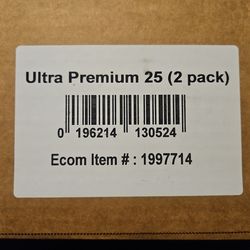 Ultra Premium 25 (2 pack)
0 196214 130524
Ecom Item # : 1997714